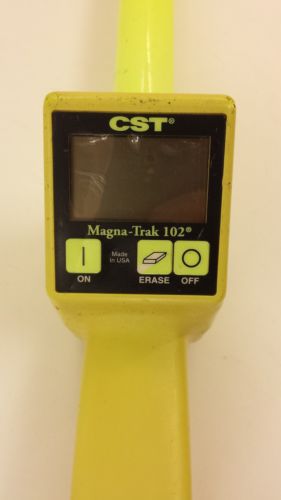 CST®
Magna-Trak 102®
Made
In USA
ON
ERASE
OFF